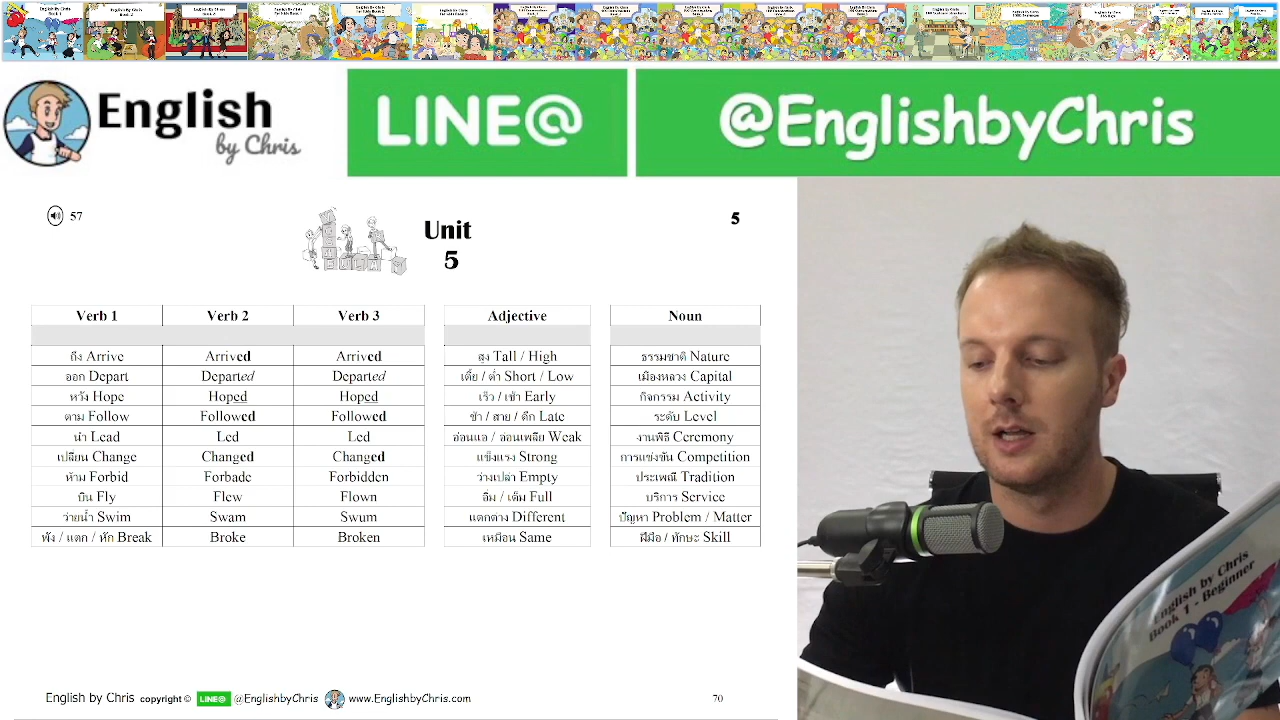 English
by Chris
LINE@
@EnglishbyChris
57
Unit
5
5
Verb 1 Verb 2 Verb 3 Adjective Noun
ถึง Arrive Arrived Arrived สูง Tall / High ธรรมชาติ Nature
ออก Depart Departed Departed เตี้ย / ต่ำ Short / Low เมืองหลวง Capital
หวัง Hope Hoped Hoped เร็ว / เช้า Early กิจกรรม Activity
ตาม Follow Followed Followed ช้า / สาย / ดึก Late ระดับ Level
นำ Lead Led Led อ่อนแอ / อ่อนเพลีย Weak งานพิธี Ceremony
เปลี่ยน Change Changed Changed แข็งแรง Strong การแข่งขัน Competition
ห้าม Forbid Forbade Forbidden ว่างเปล่า Empty ประเพณี Tradition
บิน Fly Flew Flown อิ่ม / เต็ม Full บริการ Service
ว่ายน้ำ Swim Swam Swum แตกต่าง Different ปัญหา Problem / Matter
พัง / แตก / หัก Break Broke Broken เหมือน Same ฝีมือ / ทักษะ Skill
English by Chris
Book 1 - Beginner
English by Chris copyright © LINE@ @EnglishbyChris www.EnglishbyChris.com 70